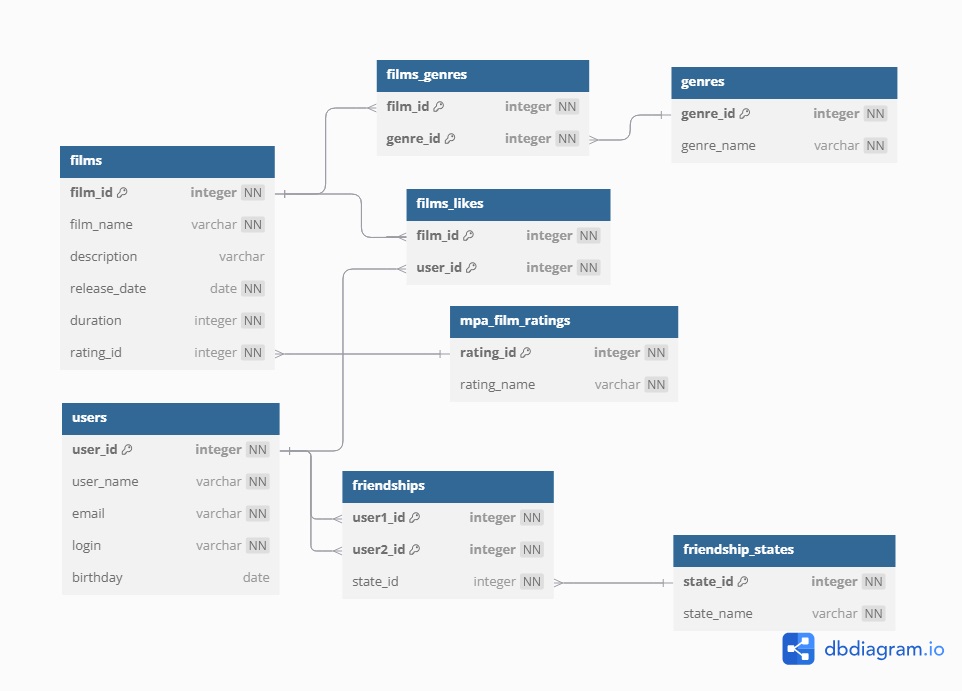 films_genres
film_id integer NN
genre_id integer NN
genres
genre_id integer NN
genre_name varchar NN
films
film_id integer NN
film_name varchar NN
description varchar
release_date date NN
duration integer NN
rating_id integer NN
films_likes
film_id integer NN
user_id integer NN
mpa_film_ratings
rating_id integer NN
rating_name varchar NN
users
user_id integer NN
user_name varchar NN
email varchar NN
login varchar NN
birthday date
friendships
user1_id integer NN
user2_id integer NN
state_id integer NN
friendship_states
state_id integer NN
state_name varchar NN
dbdiagram.io